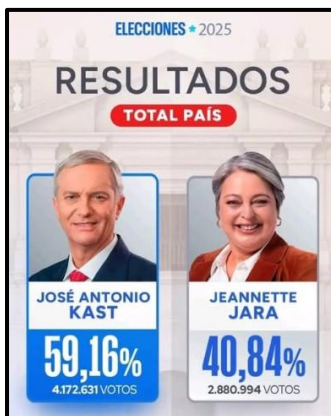 ELECCIONES ★ 2025
RESULTADOS
TOTAL PAÍS
JOSÉ ANTONIO
KAST
59,16%
4.172.631 VOTOS
JEANNETTE
JARA
40,84%
2.880.994 VOTOS